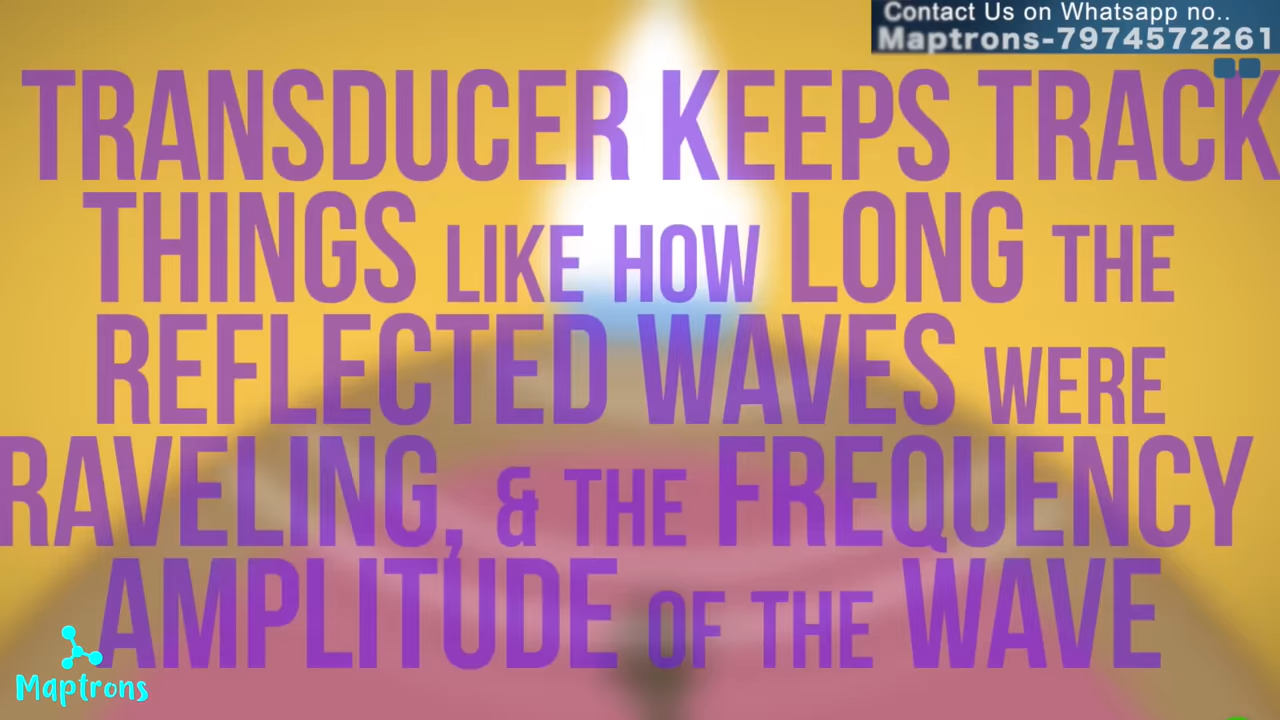 Contact Us on Whatsapp no..
Maptrons-7974572261
TRANSDUCER KEEPS TRACK
THINGS LIKE HOW LONG THE
REFLECTED WAVES WERE
RAVELING, & THE FREQUENCY
AMPLITUDE OF THE WAVE
Maptrons